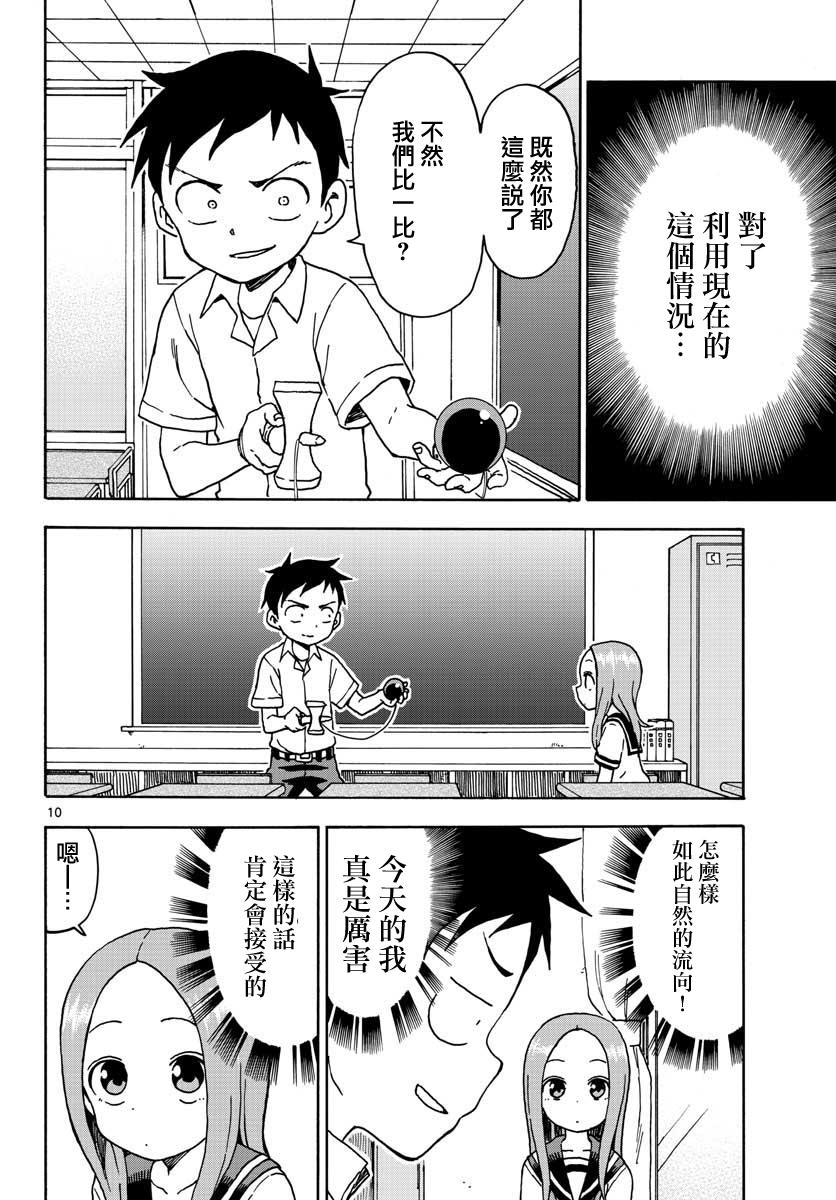 對了
利用現在的
這個情況…
既然你都
這麼說了
不然
我們比一比？
怎麼樣
如此自然的流向！
今天的我
真是厲害
這樣的話
肯定會接受的
嗯—…
10